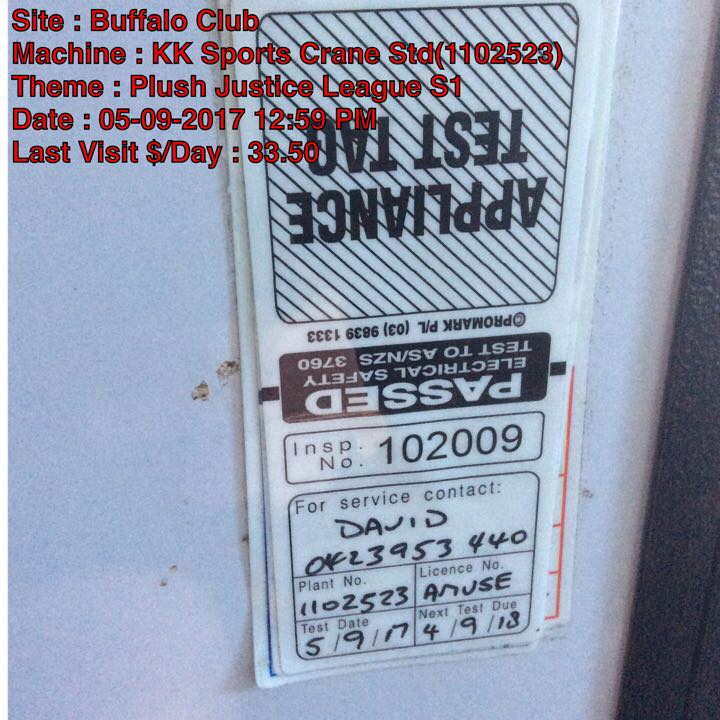 Site : Buffalo Club
Machine : KK Sports Crane Std(1102523)
Theme : Plush Justice League S1
Date : 05-09-2017 12:59 PM
Last Visit $/Day : 33.50
APPLIANCE
TEST TAG
©PROMARK P/L (03) 9839 1333
PASSED
ELECTRICAL SAFETY
TEST TO AS/NZS 3760
Insp. No. 102009
For service contact:
DAVID
0423953 440
Plant No. Licence No.
1102523 AMUSE
Test Date Next Test Due
5/9/17 4/9/18